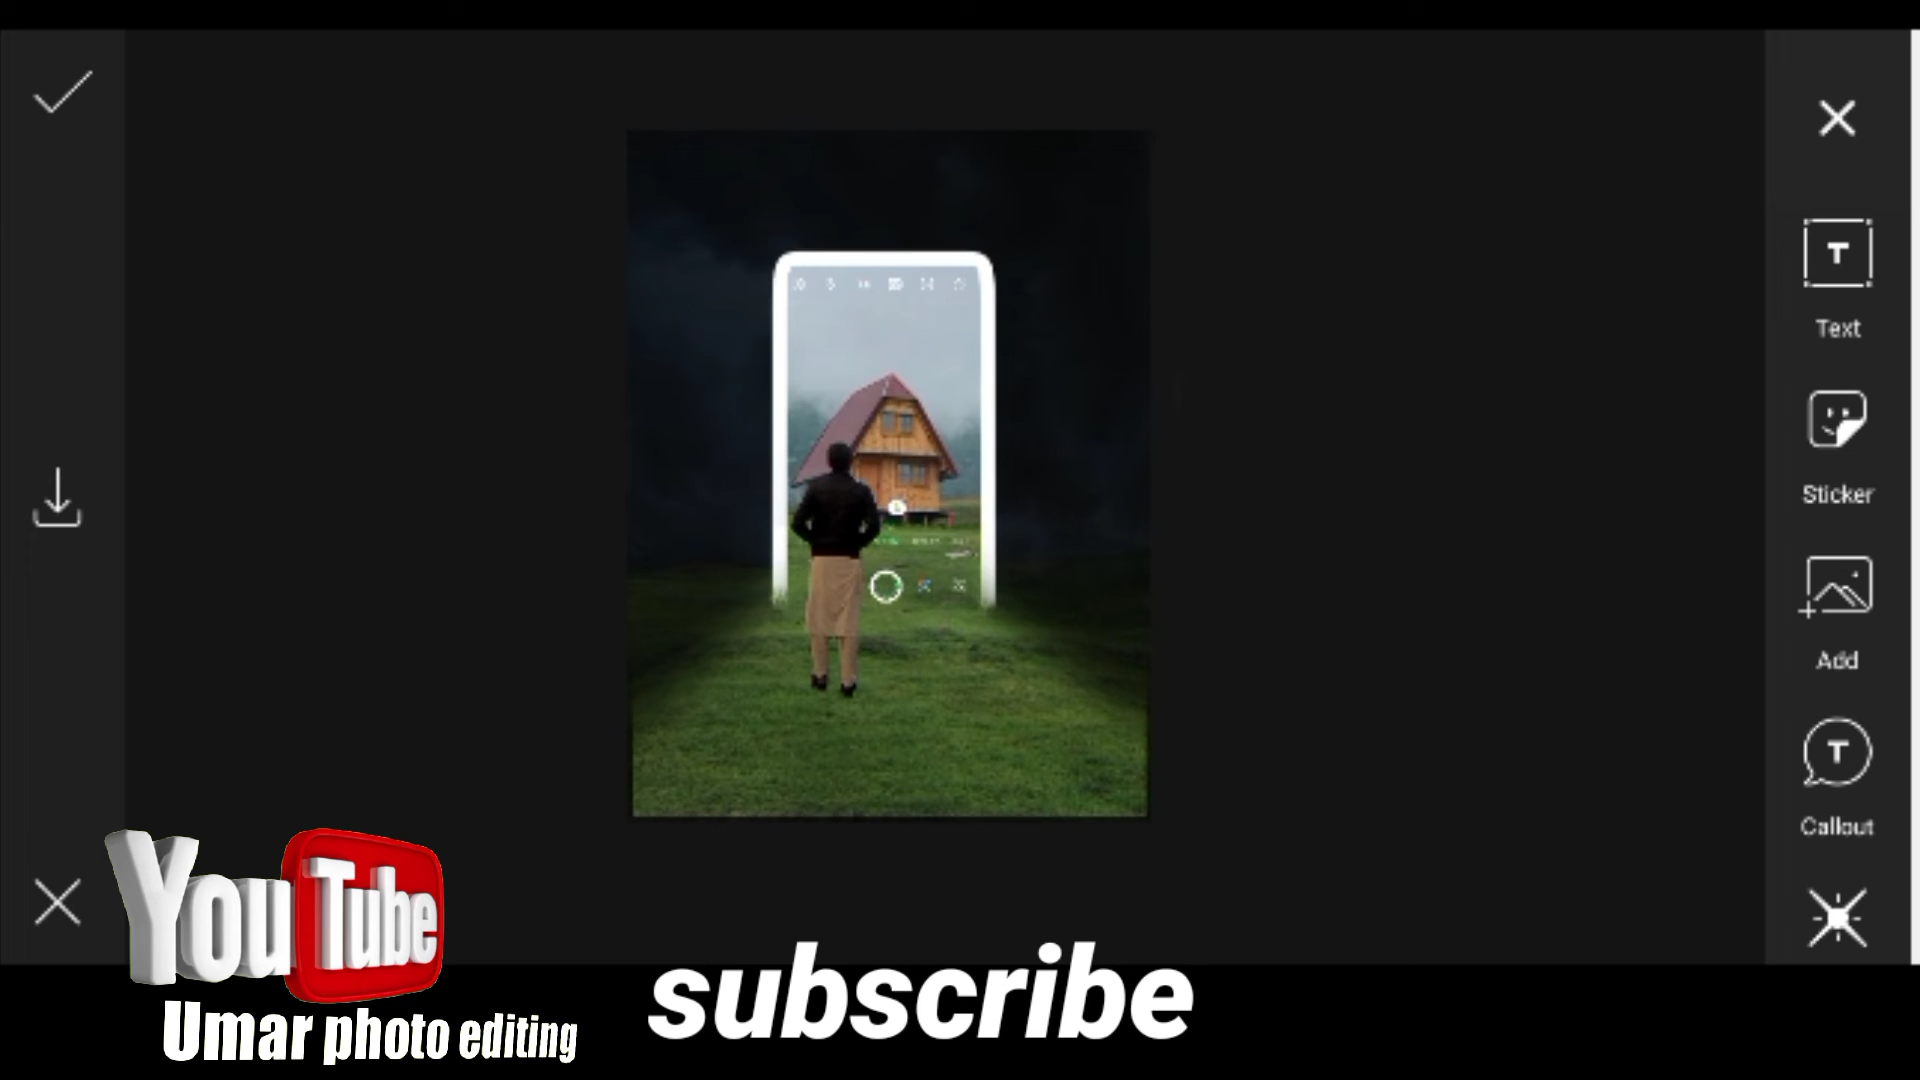 Text
Sticker
Add
Callout
YouTube
Umar photo editing
subscribe